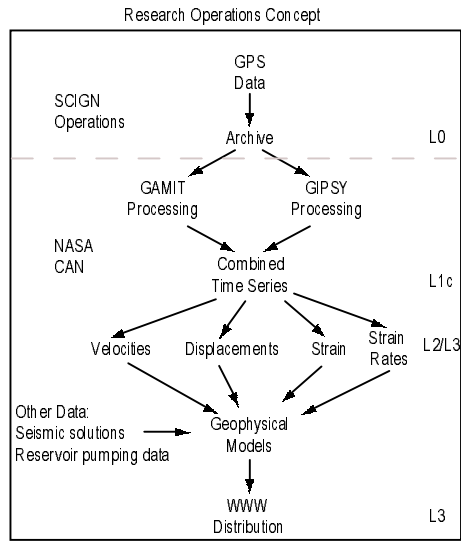 Research Operations Concept
GPS
Data
SCIGN
Operations
Archive
L0
GAMIT
Processing
GIPSY
Processing
NASA
CAN
Combined
Time Series
L1c
Velocities
Displacements
Strain
Strain
Rates
L2/L3
Other Data:
Seismic solutions
Reservoir pumping data
Geophysical
Models
WWW
Distribution
L3